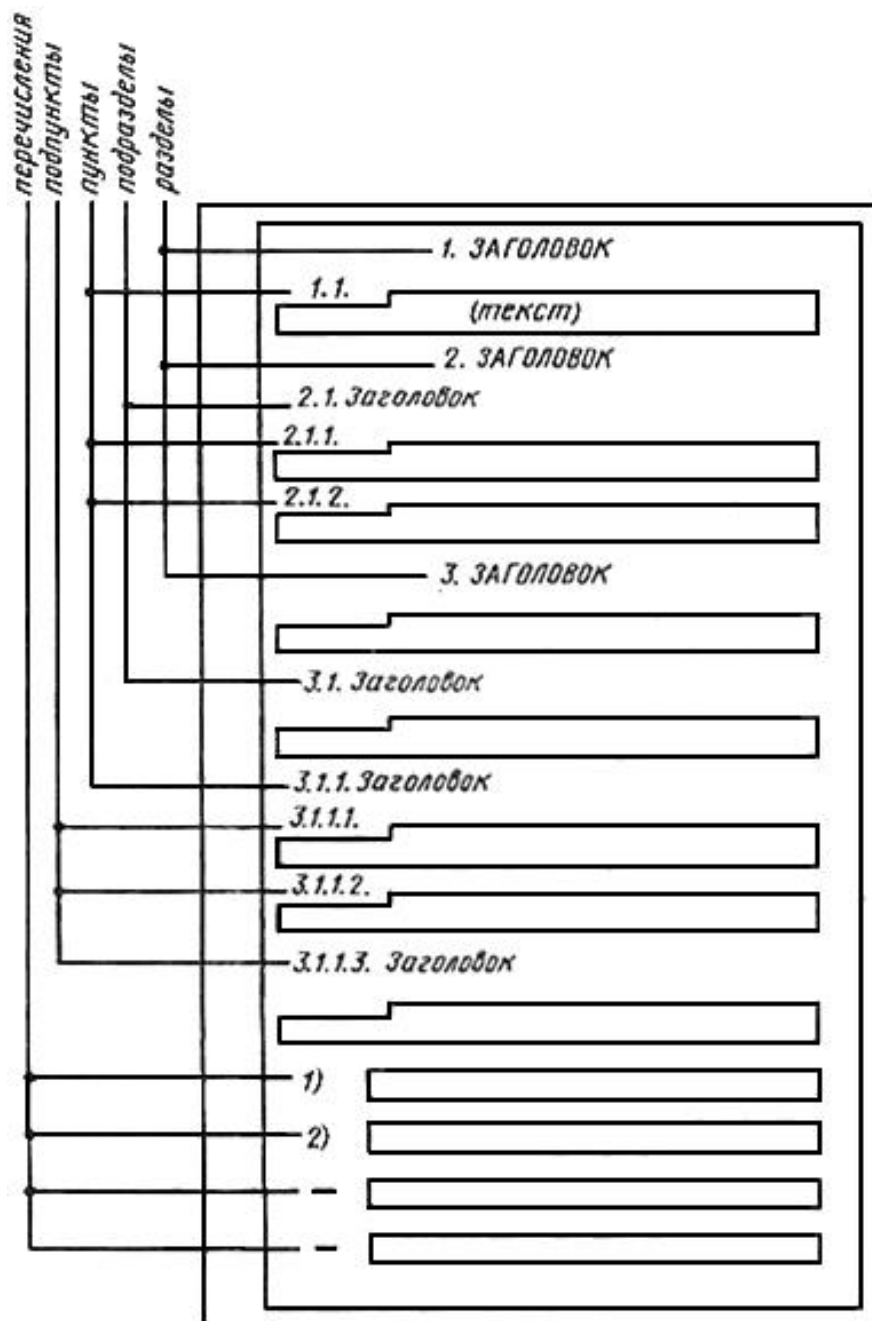 перечисления
подпункты
пункты
подразделы
разделы
1. ЗАГОЛОВОК
1.1.
(текст)
2. ЗАГОЛОВОК
2.1. Заголовок
2.1.1.
2.1.2.
3. ЗАГОЛОВОК
3.1. Заголовок
3.1.1. Заголовок
3.1.1.1.
3.1.1.2.
3.1.1.3. Заголовок
1)
2)
–
–